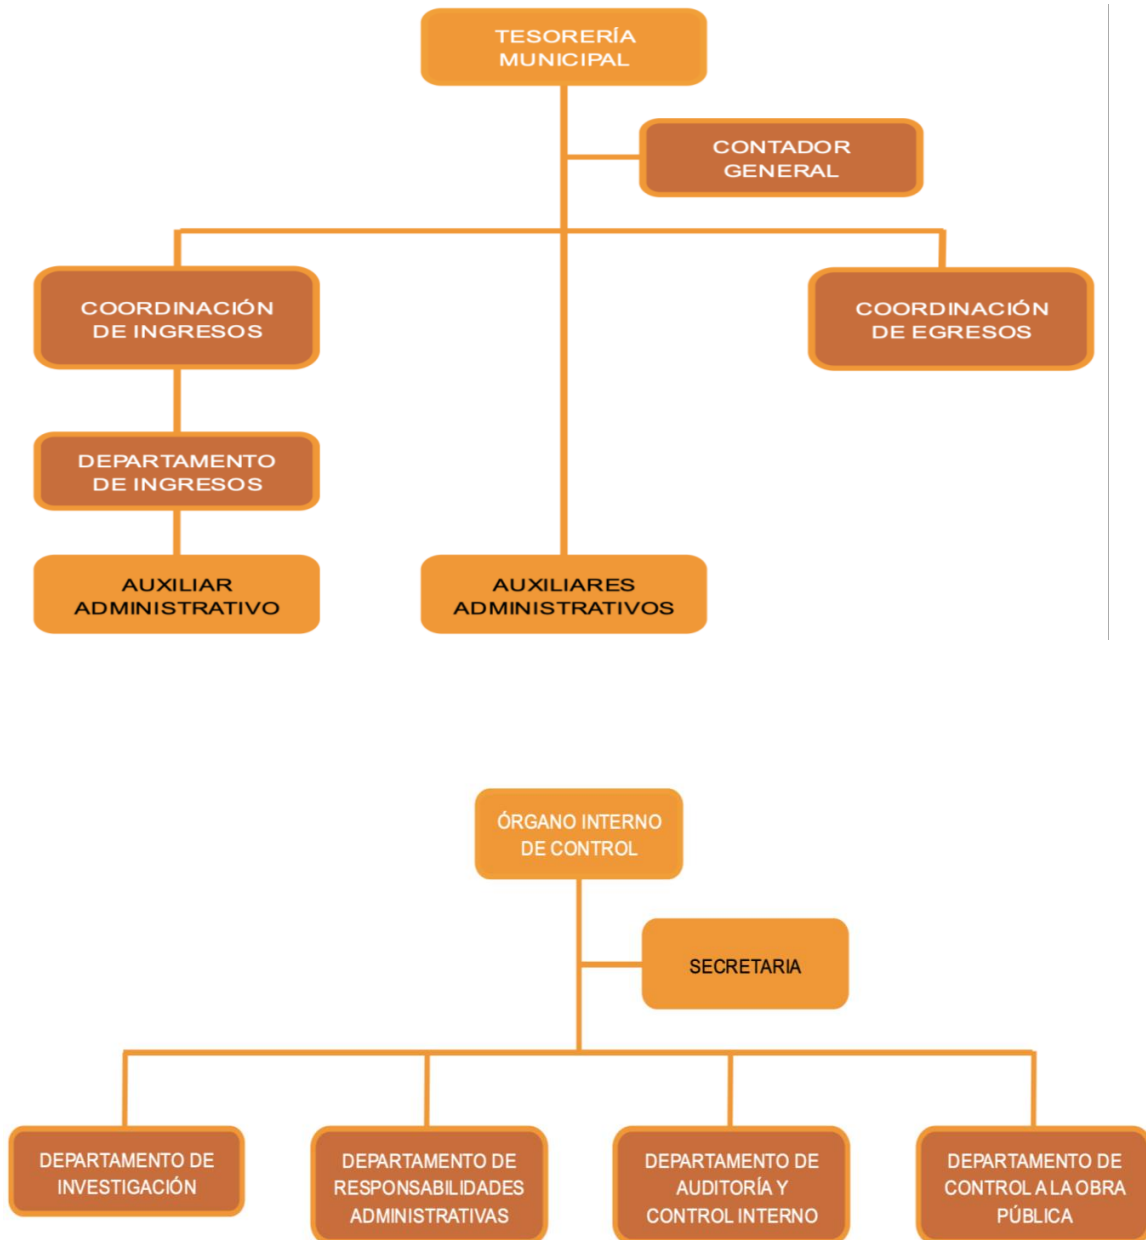 TESORERÍA
MUNICIPAL
CONTADOR
GENERAL
COORDINACIÓN
DE INGRESOS
COORDINACIÓN
DE EGRESOS
DEPARTAMENTO
DE INGRESOS
AUXILIAR
ADMINISTRATIVO
AUXILIARES
ADMINISTRATIVOS
ÓRGANO INTERNO
DE CONTROL
SECRETARIA
DEPARTAMENTO DE
INVESTIGACIÓN
DEPARTAMENTO DE
RESPONSABILIDADES
ADMINISTRATIVAS
DEPARTAMENTO DE
AUDITORÍA Y
CONTROL INTERNO
DEPARTAMENTO DE
CONTROL A LA OBRA
PÚBLICA